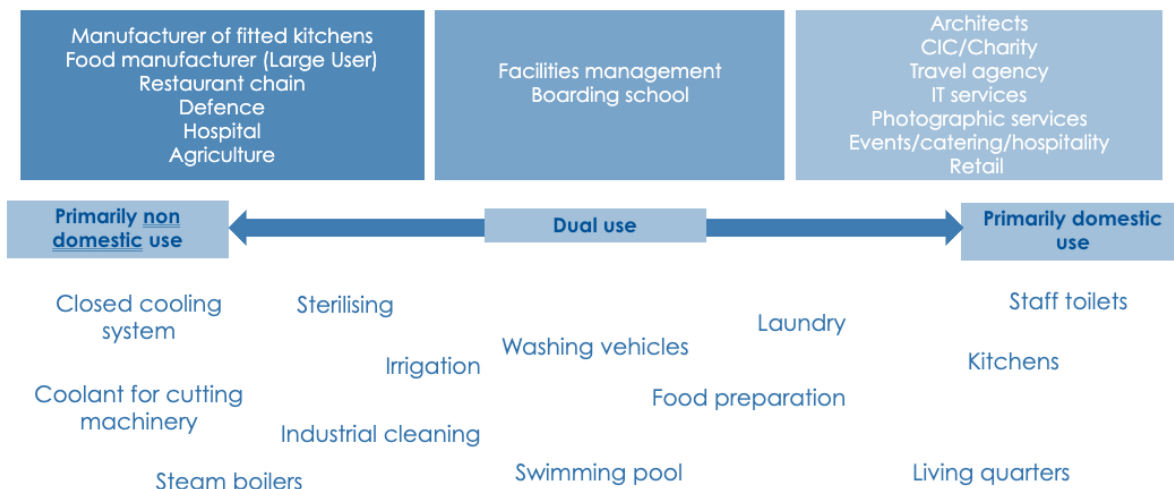 Manufacturer of fitted kitchens
Food manufacturer (Large User)
Restaurant chain
Defence
Hospital
Agriculture
Facilities management
Boarding school
Architects
CIC/Charity
Travel agency
IT services
Photographic services
Events/catering/hospitality
Retail
Primarily non
domestic use
Dual use
Primarily domestic
use
Closed cooling
system
Sterilising
Staff toilets
Laundry
Washing vehicles
Irrigation
Kitchens
Coolant for cutting
machinery
Food preparation
Industrial cleaning
Steam boilers
Swimming pool
Living quarters